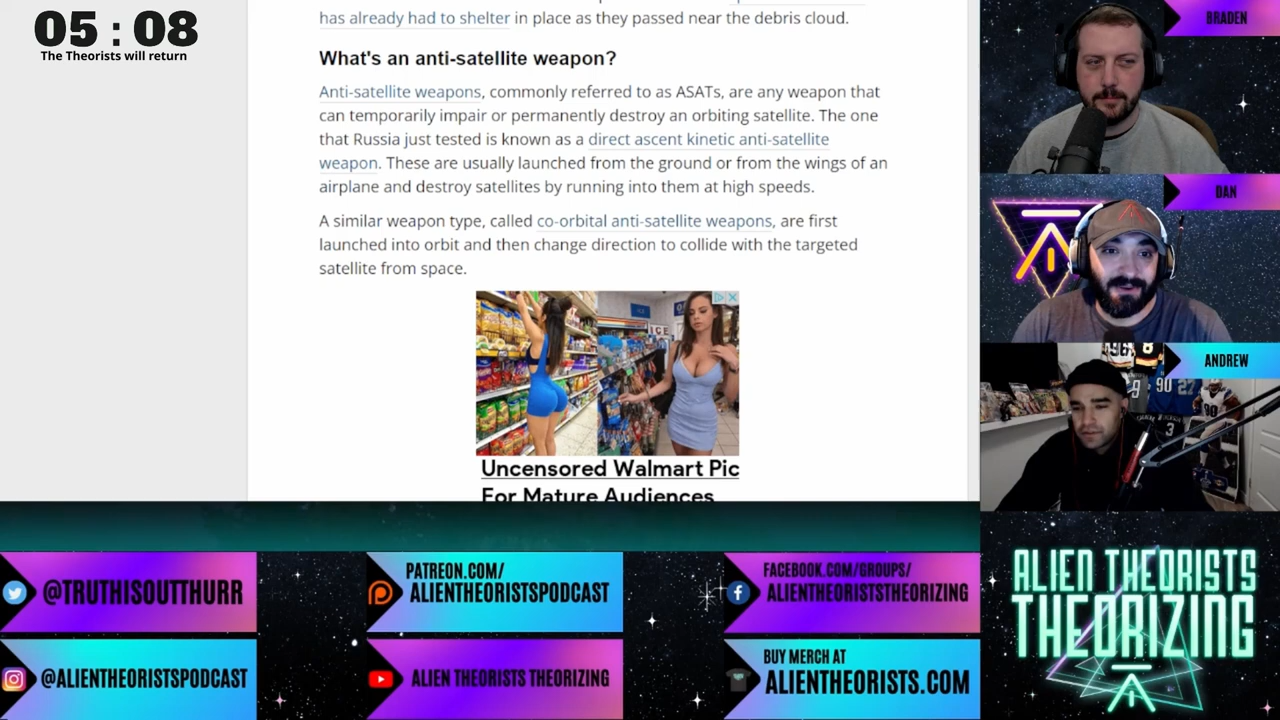 05 : 08
The Theorists will return
has already had to shelter in place as they passed near the debris cloud.
What's an anti-satellite weapon?
Anti-satellite weapons, commonly referred to as ASATs, are any weapon that
can temporarily impair or permanently destroy an orbiting satellite. The one
that Russia just tested is known as a direct ascent kinetic anti-satellite
weapon. These are usually launched from the ground or from the wings of an
airplane and destroy satellites by running into them at high speeds.
A similar weapon type, called co-orbital anti-satellite weapons, are first
launched into orbit and then change direction to collide with the targeted
satellite from space.
ICE
Uncensored Walmart Pic
For Mature Audiences
BRADEN
DAN
ANDREW
96
8
9
90 27
3
@TRUTHISOUTTHURR
PATREON.COM/
ALIENTHEORISTSPODCAST
FACEBOOK.COM/GROUPS/
ALIENTHEORISTSTHEORIZING
@ALIENTHEORISTSPODCAST
ALIEN THEORISTS THEORIZING
BUY MERCH AT
ALIENTHEORISTS.COM
ALIEN THEORISTS
THEORIZING